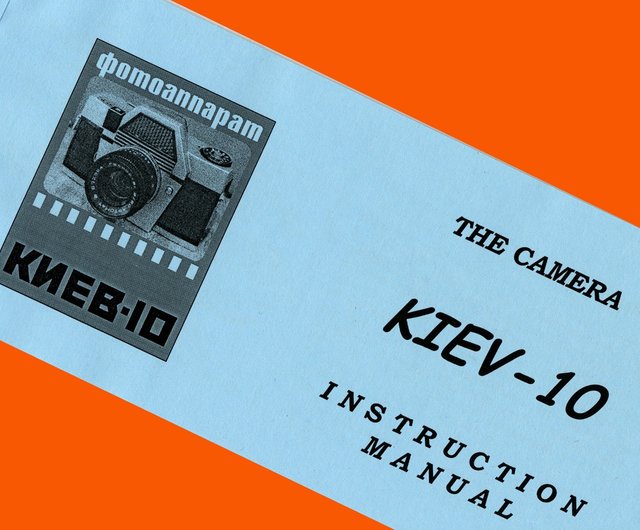 фотоаппарат
КИЕВ-10
THE CAMERA
KIEV-10
INSTRUCTION
MANUAL